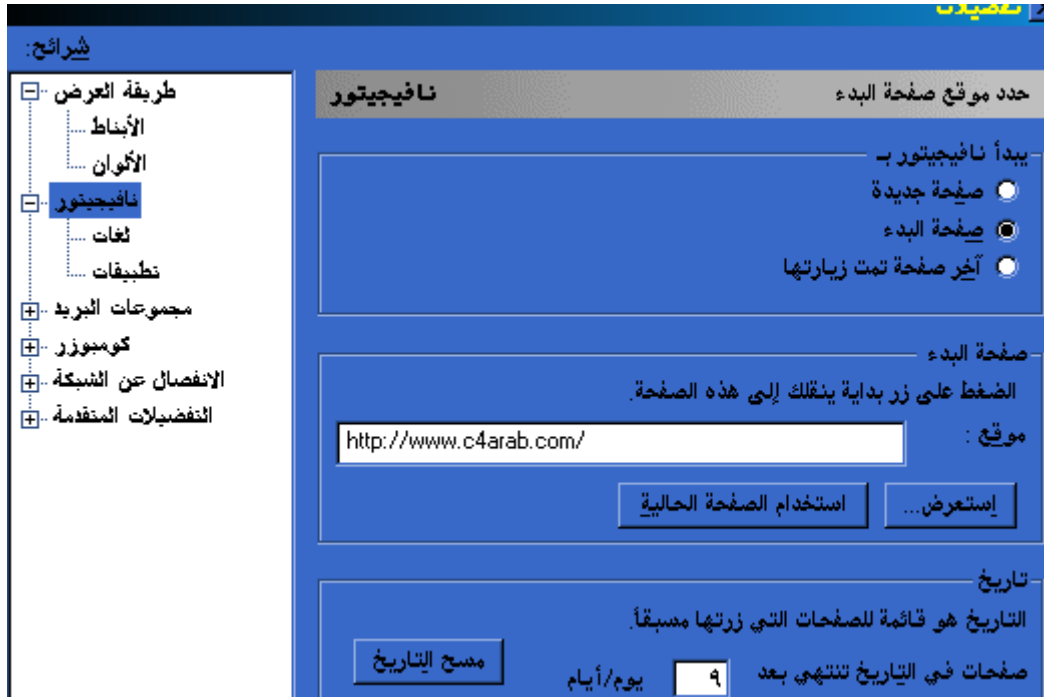 تفضيلات
شرائح:
طريقة العرض
الأبناط
الألوان
نافيجيتور
لغات
تطبيقات
مجموعات البريد
كومبوزر
الانفصال عن الشبكة
التفضيلات المتقدمة
حدد موقع صفحة البدء نافيجيتور
يبدأ نافيجيتور بـ
صفحة جديدة
صفحة البدء
آخر صفحة تمت زيارتها
صفحة البدء
الضغط على زر بداية ينقلك إلى هذه الصفحة.
موقع : http://www.c4arab.com/
إستعرض... استخدام الصفحة الحالية
تاريخ
التاريخ هو قائمة للصفحات التي زرتها مسبقاً.
مسح التاريخ
صفحات في التاريخ تنتهي بعد ٩ يوم/أيام